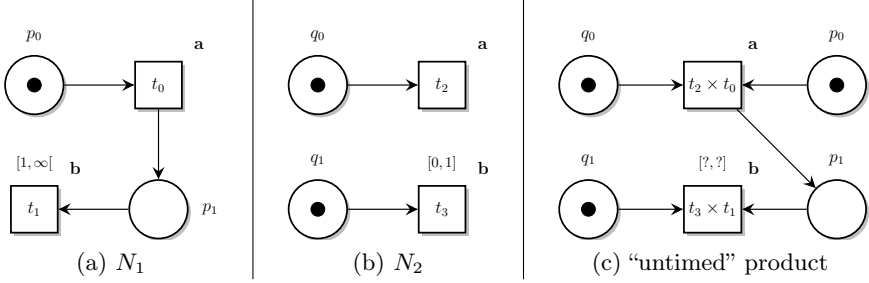 p₀ a q₀ a q₀ a p₀
t₀ t₂ t₂ × t₀
[1, ∞[ b q₁ [0, 1] b q₁ [?, ?] b p₁
t₁ p₁ t₃ t₃ × t₁
(a) N₁ (b) N₂ (c) “untimed” product